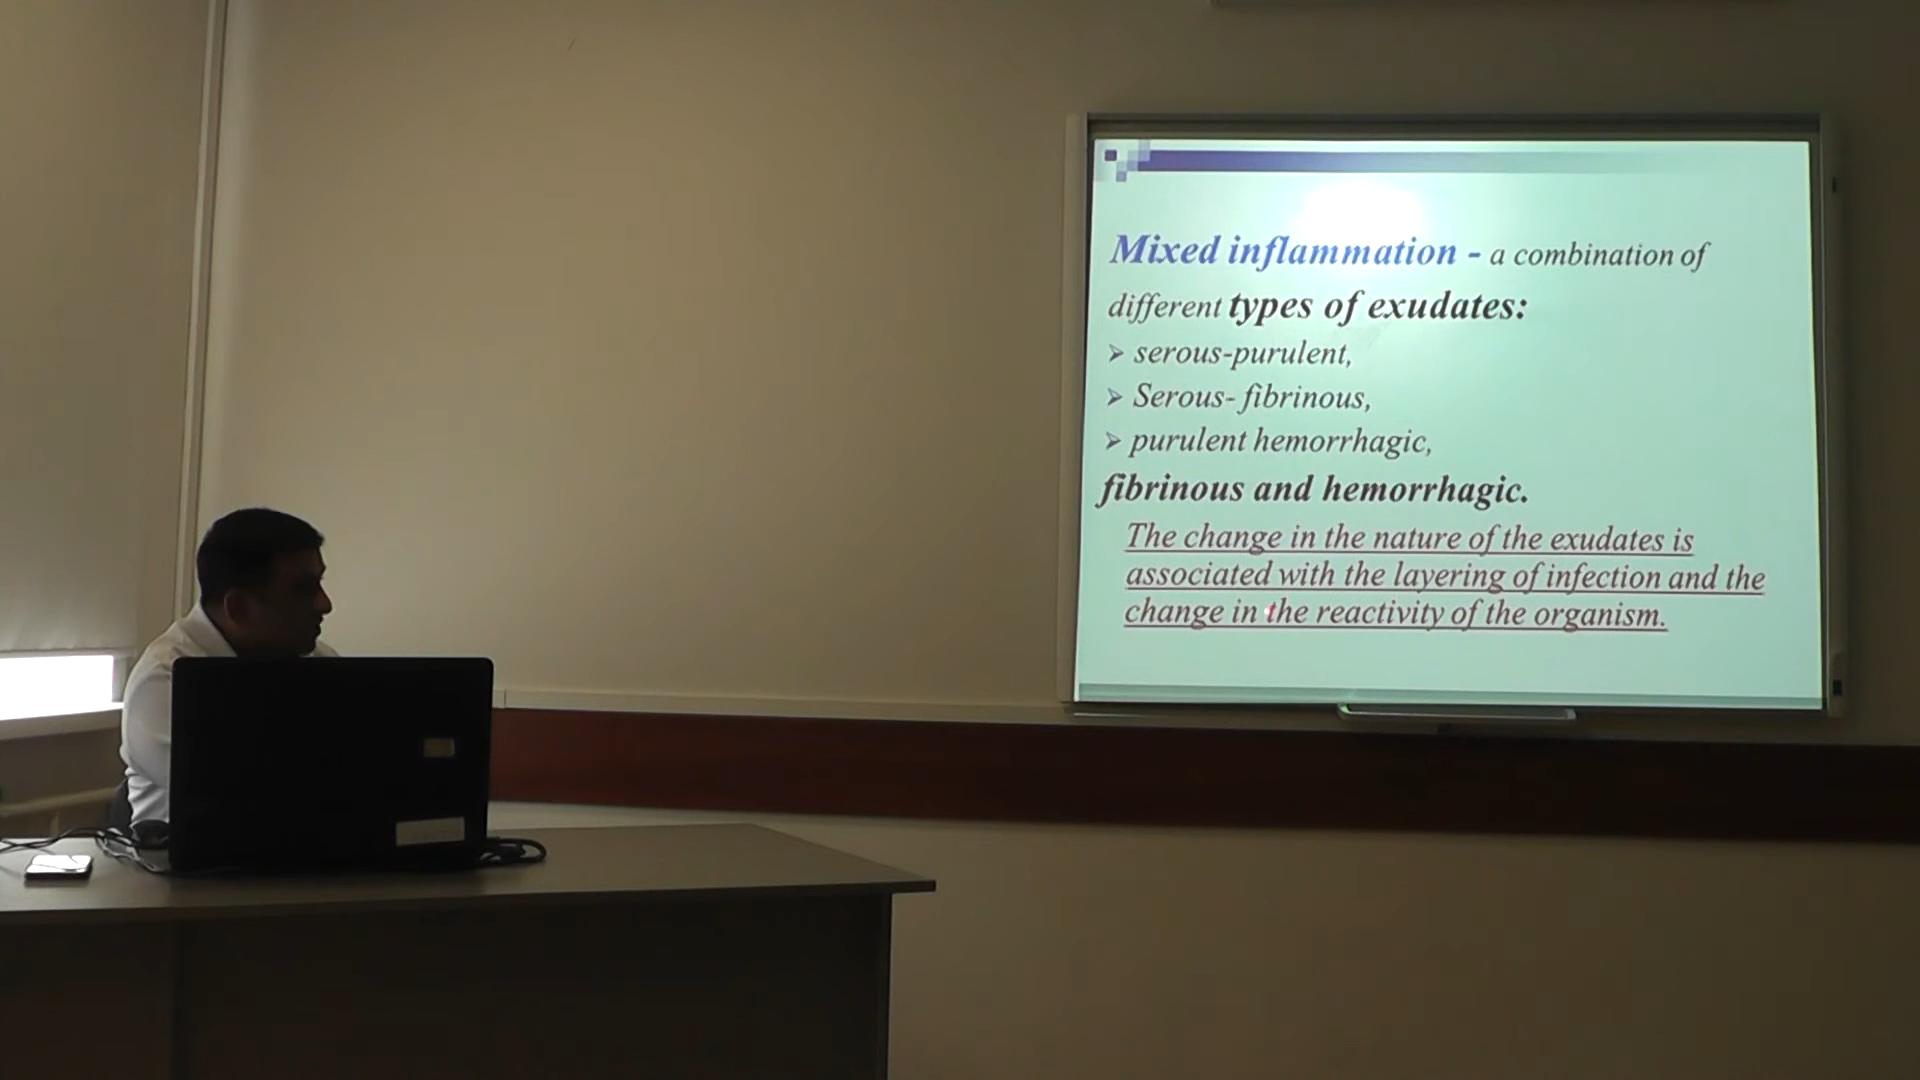 Mixed inflammation - a combination of
different types of exudates:
➢ serous-purulent,
➢ Serous- fibrinous,
➢ purulent hemorrhagic,
fibrinous and hemorrhagic.
The change in the nature of the exudates is
associated with the layering of infection and the
change in the reactivity of the organism.